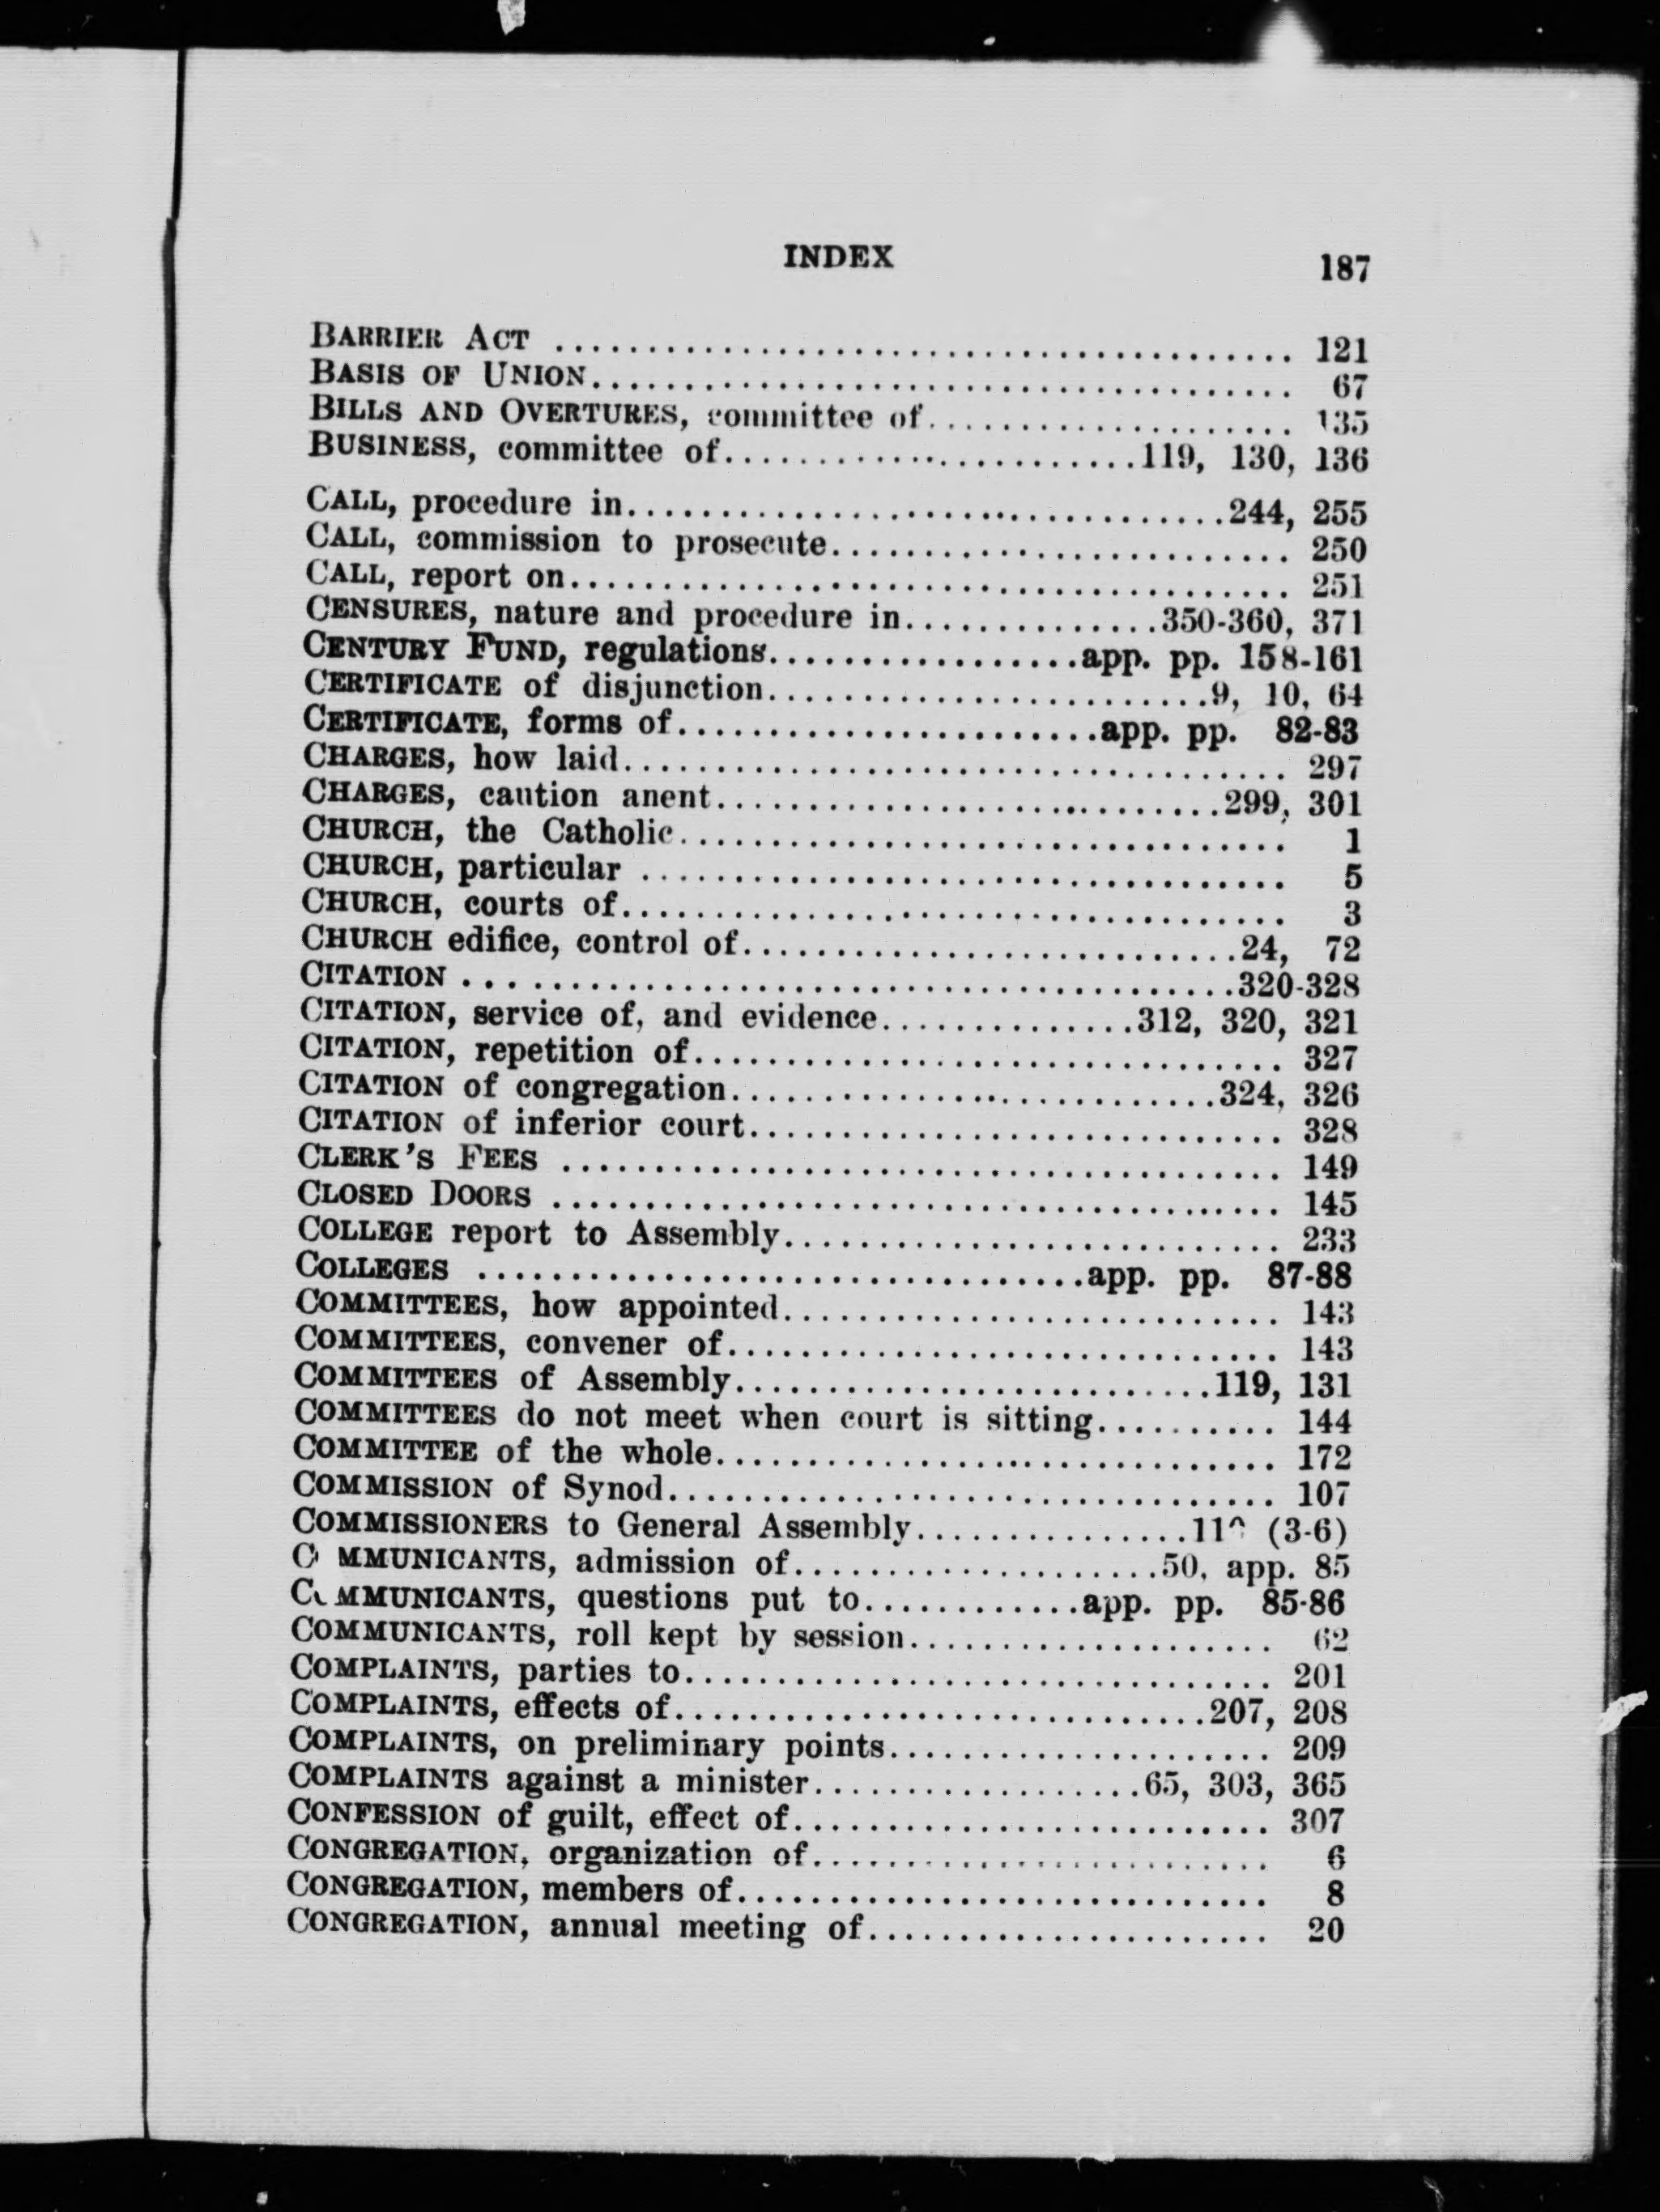 INDEX
187
BARRIER ACT ........................................ 121
BASIS OF UNION...................................... 67
BILLS AND OVERTURES, committee of.................... 135
BUSINESS, committee of.......................119, 130, 136
CALL, procedure in.................................244, 255
CALL, commission to prosecute......................... 250
CALL, report on....................................... 251
CENSURES, nature and procedure in..............350-360, 371
CENTURY FUND, regulations.................app. pp. 158-161
CERTIFICATE of disjunction........................9, 10, 64
CERTIFICATE, forms of.......................app. pp. 82-83
CHARGES, how laid.................................... 297
CHARGES, caution anent............................299, 301
CHURCH, the Catholic................................. 1
CHURCH, particular ................................... 5
CHURCH, courts of.................................... 3
CHURCH edifice, control of...........................24, 72
CITATION ..........................................320-328
CITATION, service of, and evidence..............312, 320, 321
CITATION, repetition of................................ 327
CITATION of congregation...........................324, 326
CITATION of inferior court............................. 328
CLERK'S FEES ....................................... 149
CLOSED DOORS ....................................... 145
COLLEGE report to Assembly........................... 233
COLLEGES .................................app. pp. 87-88
COMMITTEES, how appointed........................... 143
COMMITTEES, convener of.............................. 143
COMMITTEES of Assembly..........................119, 131
COMMITTEES do not meet when court is sitting.......... 144
COMMITTEE of the whole............................... 172
COMMISSION of Synod................................. 107
COMMISSIONERS to General Assembly............... (3-6)
C MMUNICANTS, admission of....................50, app. 85
C MMUNICANTS, questions put to............app. pp. 85-86
COMMUNICANTS, roll kept by session.................... 62
COMPLAINTS, parties to................................ 201
COMPLAINTS, effects of.............................207, 208
COMPLAINTS, on preliminary points..................... 209
COMPLAINTS against a minister..................65, 303, 365
CONFESSION of guilt, effect of.......................... 307
CONGREGATION, organization of......................... 6
CONGREGATION, members of............................. 8
CONGREGATION, annual meeting of...................... 20